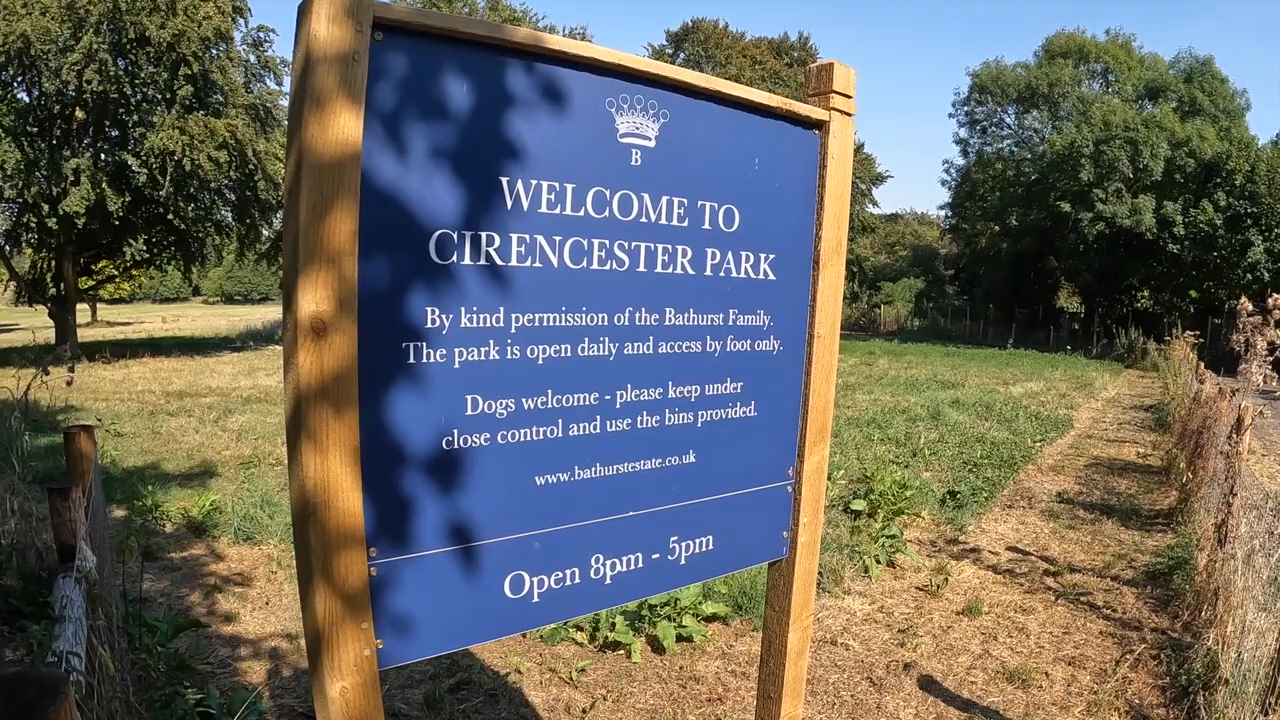 B
WELCOME TO
CIRENCESTER PARK
By kind permission of the Bathurst Family.
The park is open daily and access by foot only.
Dogs welcome - please keep under
close control and use the bins provided.
www.bathurstestate.co.uk
Open 8pm - 5pm